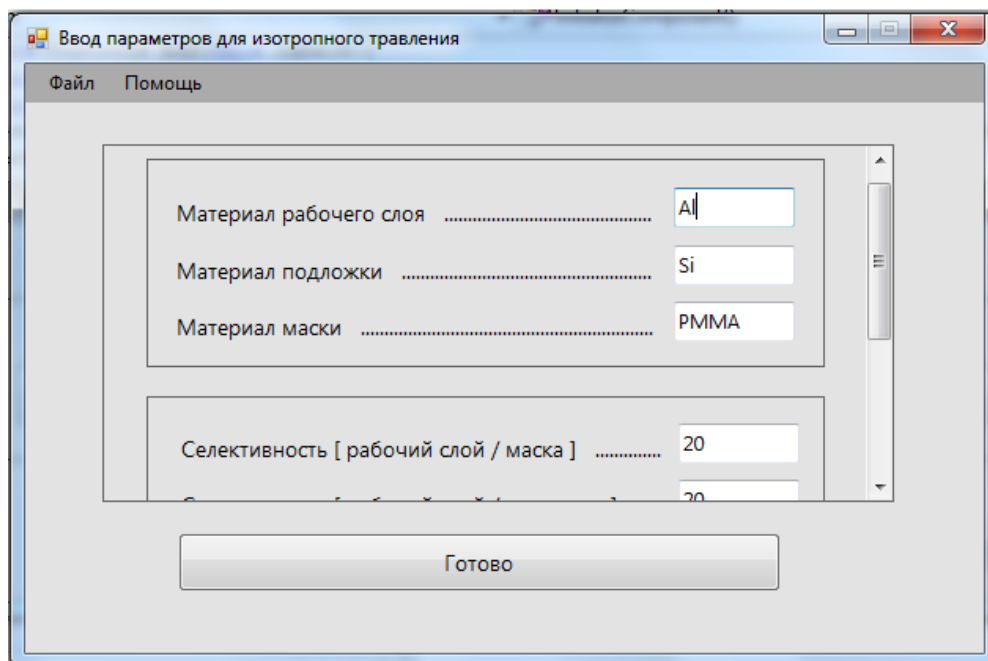 Ввод параметров для изотропного травления
Файл Помощь
Материал рабочего слоя ............................................ Al
Материал подложки ..................................................... Si
Материал маски .............................................................. PMMA
Селективность [ рабочий слой / маска ] .............. 20
20
Готово